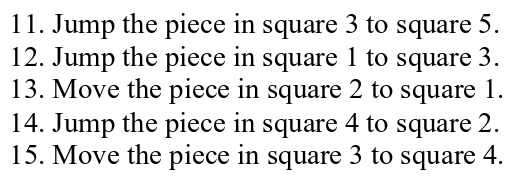 11. Jump the piece in square 3 to square 5.
12. Jump the piece in square 1 to square 3.
13. Move the piece in square 2 to square 1.
14. Jump the piece in square 4 to square 2.
15. Move the piece in square 3 to square 4.